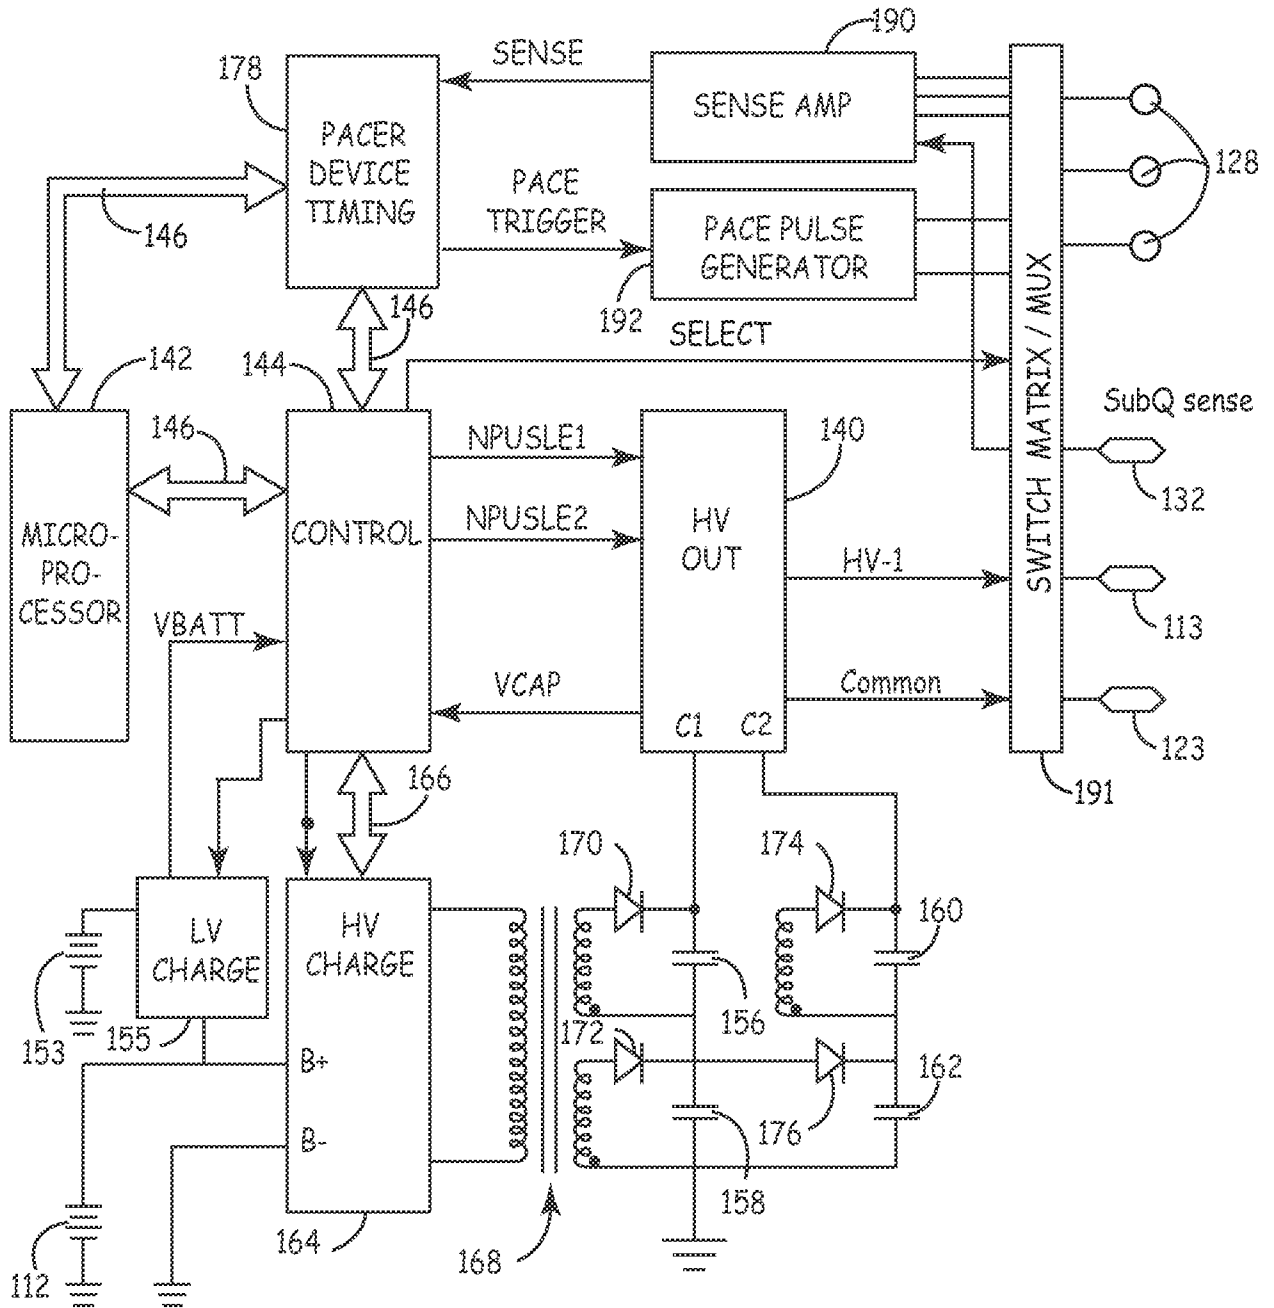 190
SENSE
178
SENSE AMP
PACER
DEVICE
TIMING
128
PACE
TRIGGER
146
PACE PULSE
GENERATOR
192
146
SELECT
SWITCH MATRIX / MUX
142
144
SubQ sense
146
NPUSLE1
140
132
MICRO-
PRO-
CESSOR
CONTROL
NPUSLE2
HV
OUT
HV-1
113
VBATT
VCAP
Common
C1
C2
123
191
166
170
174
LV
CHARGE
HV
CHARGE
160
153
155
156
172
B+
162
176
B-
158
164
168
112